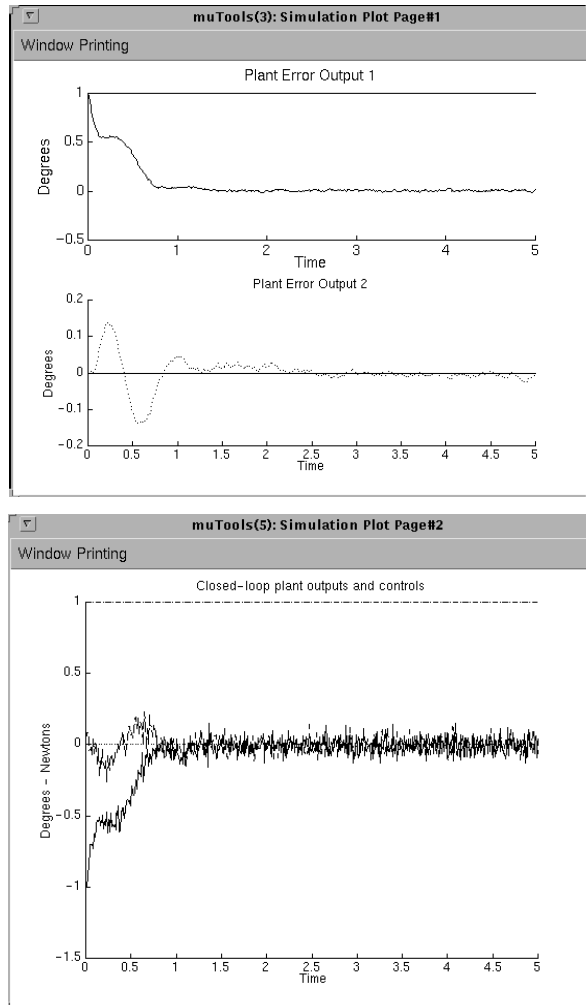 muTools(3): Simulation Plot Page#1
Window Printing
Plant Error Output 1
1
0.5
0
−0.5
Degrees
0 1 2 3 4 5
Time
Plant Error Output 2
0.2
0.1
0
−0.1
−0.2
Degrees
0 0.5 1 1.5 2 2.5 3 3.5 4 4.5 5
Time
muTools(5): Simulation Plot Page#2
Window Printing
Closed−loop plant outputs and controls
1
0.5
0
−0.5
−1
−1.5
Degrees − Newtons
0 0.5 1 1.5 2 2.5 3 3.5 4 4.5 5
Time